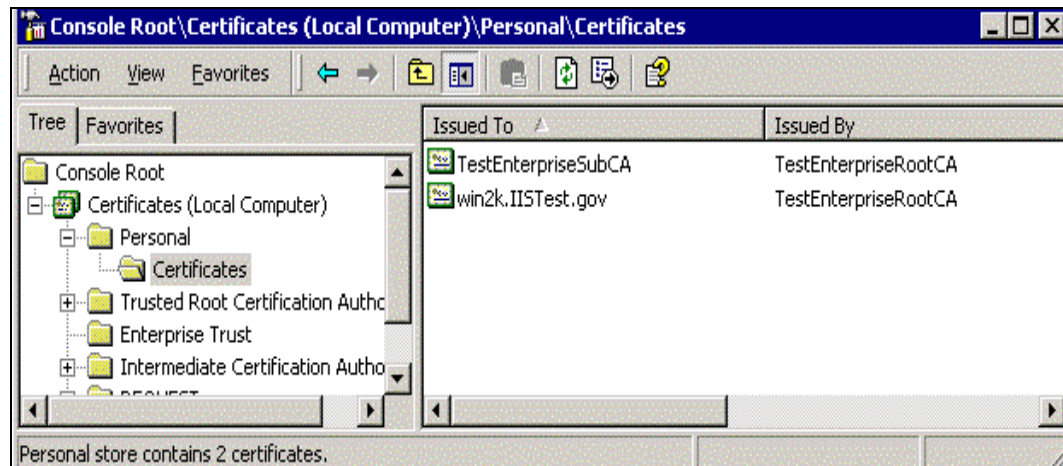 Console Root\Certificates (Local Computer)\Personal\Certificates
Action View Favorites
Tree Favorites
Console Root
Certificates (Local Computer)
Personal
Certificates
Trusted Root Certification Autho
Enterprise Trust
Intermediate Certification Autho
REQUEST
Issued To Issued By
TestEnterpriseSubCA TestEnterpriseRootCA
win2k.IISTest.gov TestEnterpriseRootCA
Personal store contains 2 certificates.